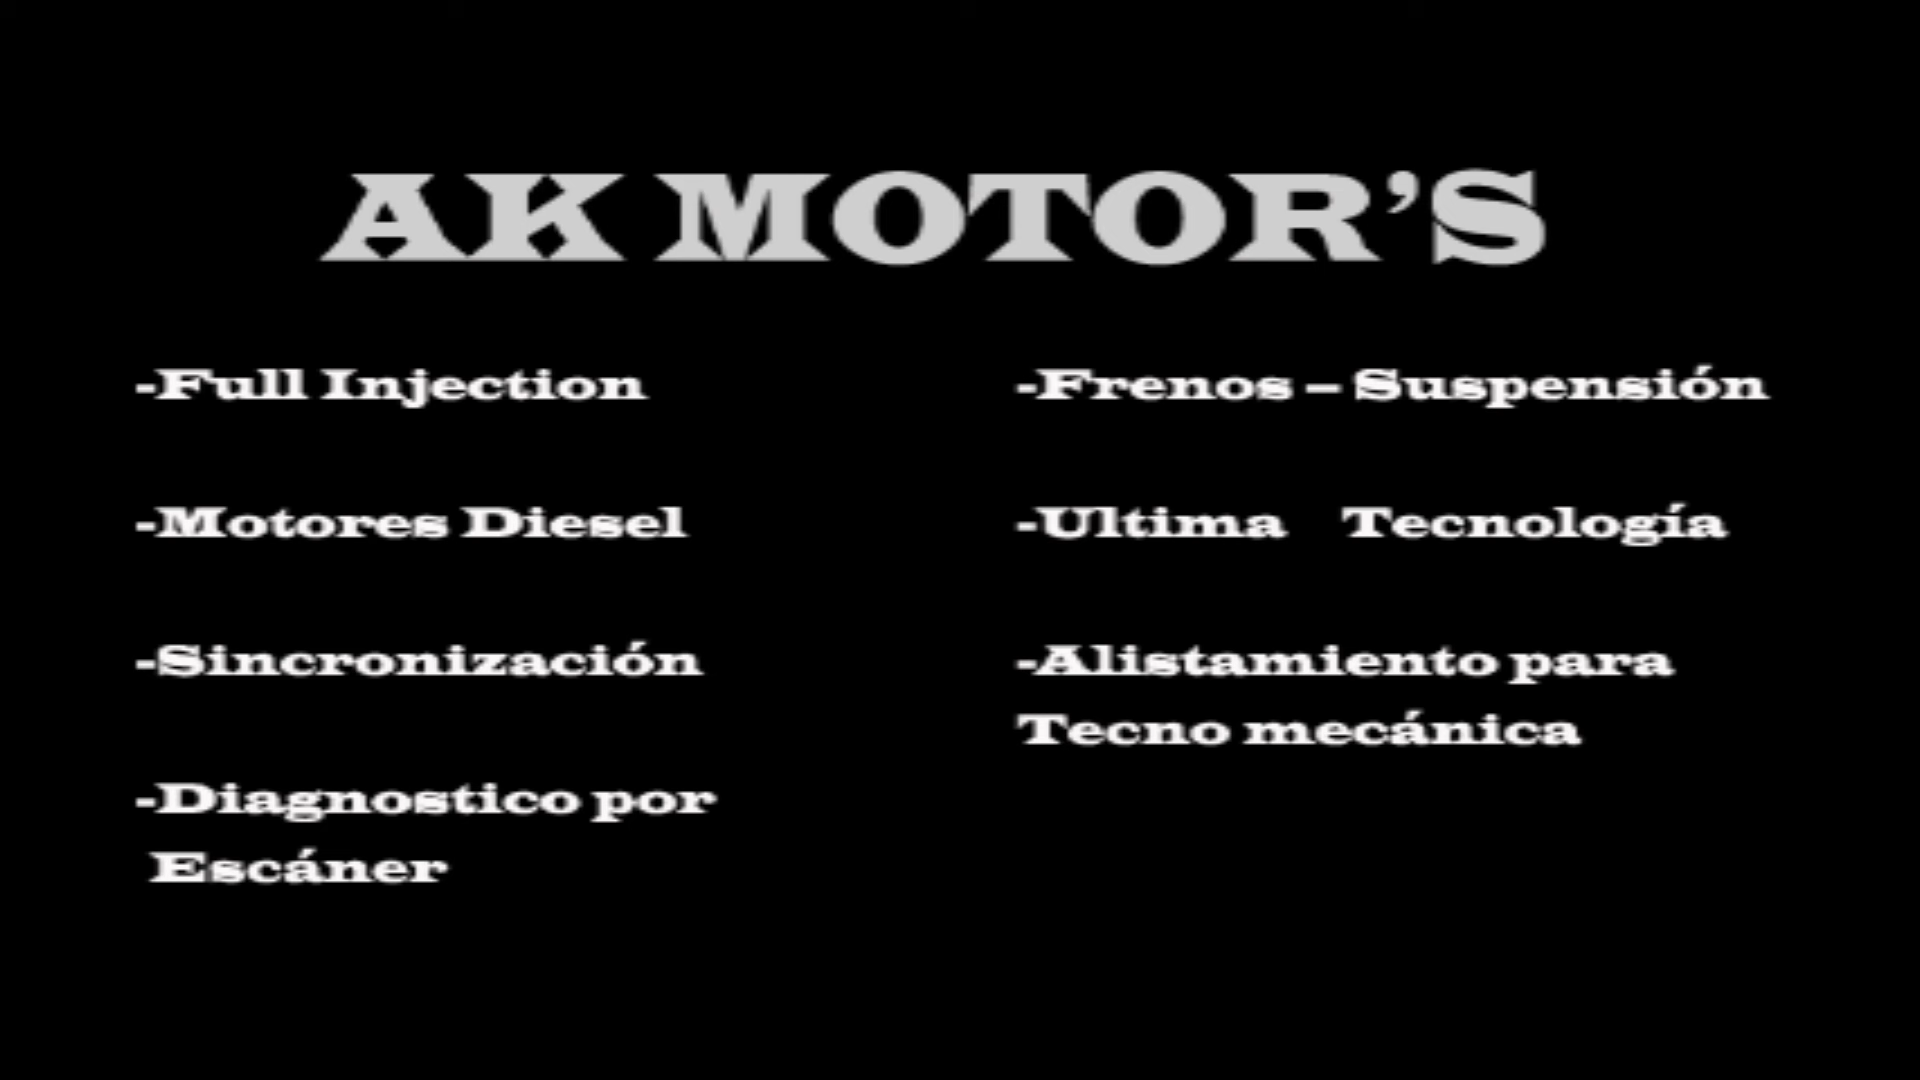 AK MOTOR’S
-Full Injection
-Motores Diesel
-Sincronización
-Diagnostico por
Escáner
-Frenos – Suspensión
-Ultima Tecnología
-Alistamiento para
Tecno mecánica